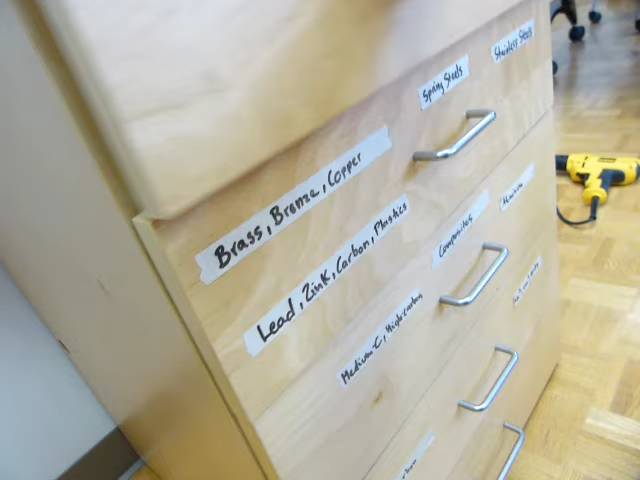 Brass, Bronze, Copper
Spring Steels
Stainless Steels
Lead, Zink, Carbon, Plastics
Composites
Medium-C, High carbon